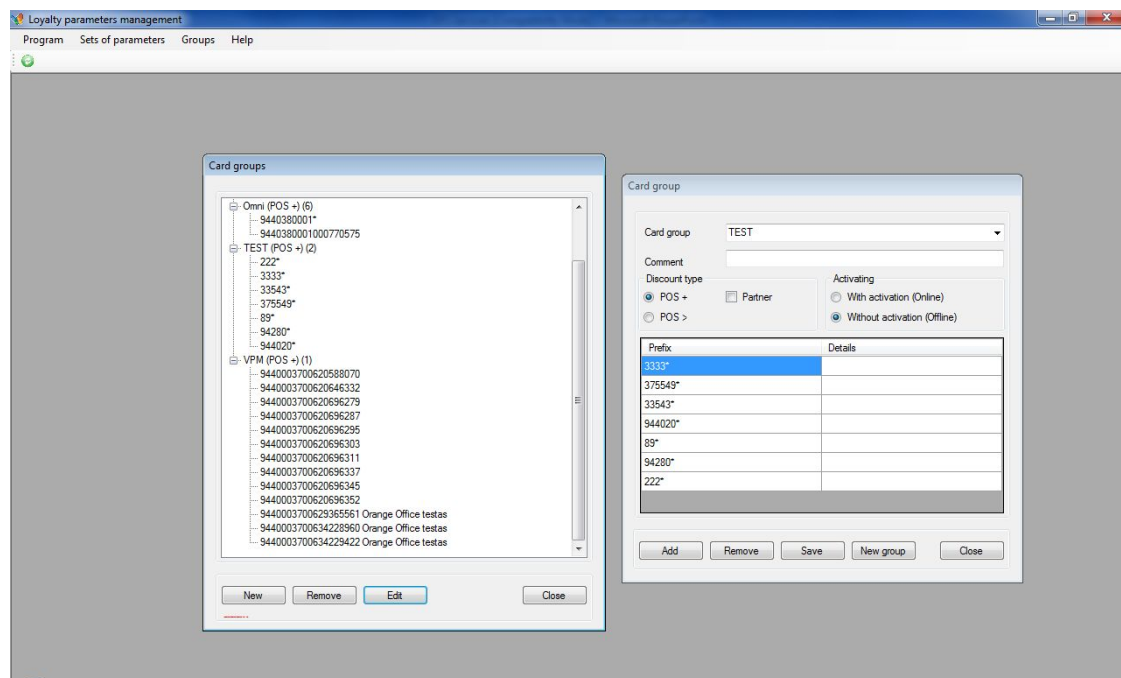 Loyalty parameters management
Program Sets of parameters Groups Help
Card groups
Omni (POS +) (6)
9440380001*
9440380001000770575
TEST (POS +) (2)
222*
3333*
33543*
375549*
89*
94280*
944020*
VPM (POS +) (1)
9440003700620588070
9440003700620646332
9440003700620696279
9440003700620696287
9440003700620696295
9440003700620696303
9440003700620696311
9440003700620696337
9440003700620696345
9440003700620696352
9440003700629365561 Orange Office testas
9440003700634228960 Orange Office testas
9440003700634229422 Orange Office testas
New Remove Edit Close
Card group
Card group TEST
Comment
Discount type Activating
POS + Partner With activation (Online)
POS > Without activation (Offline)
Prefix Details
3333*
375549*
33543*
944020*
89*
94280*
222*
Add Remove Save New group Close